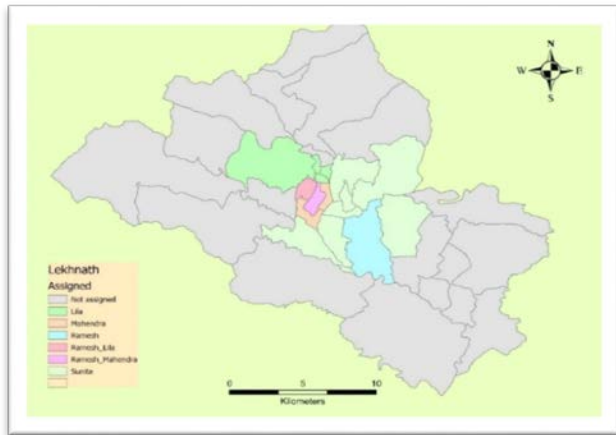 N
W E
S
Lekhnath
Assigned
Not assigned
Lila
Mahendra
Ramesh
Ramesh_Lila
Ramesh_Mahendra
Sunita
0 5 10
Kilometers